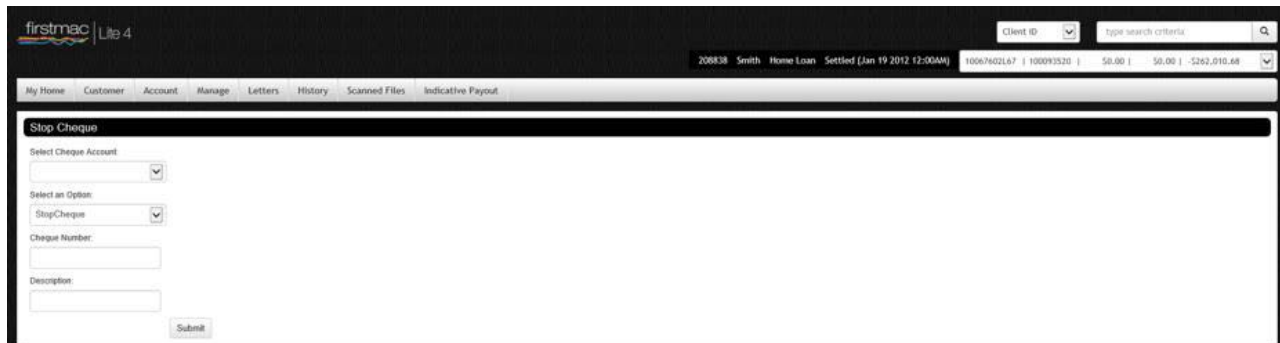 firstmac Lite 4
Client ID type search criteria
208838 Smith Home Loan Settled (Jan 19 2012 12:00AM) 10067602L67 | 100093520 | $0.00 | $0.00 | -$262,010.68
My Home Customer Account Manage Letters History Scanned Files Indicative Payout
Stop Cheque
Select Cheque Account:
Select an Option:
StopCheque
Cheque Number:
Description:
Submit